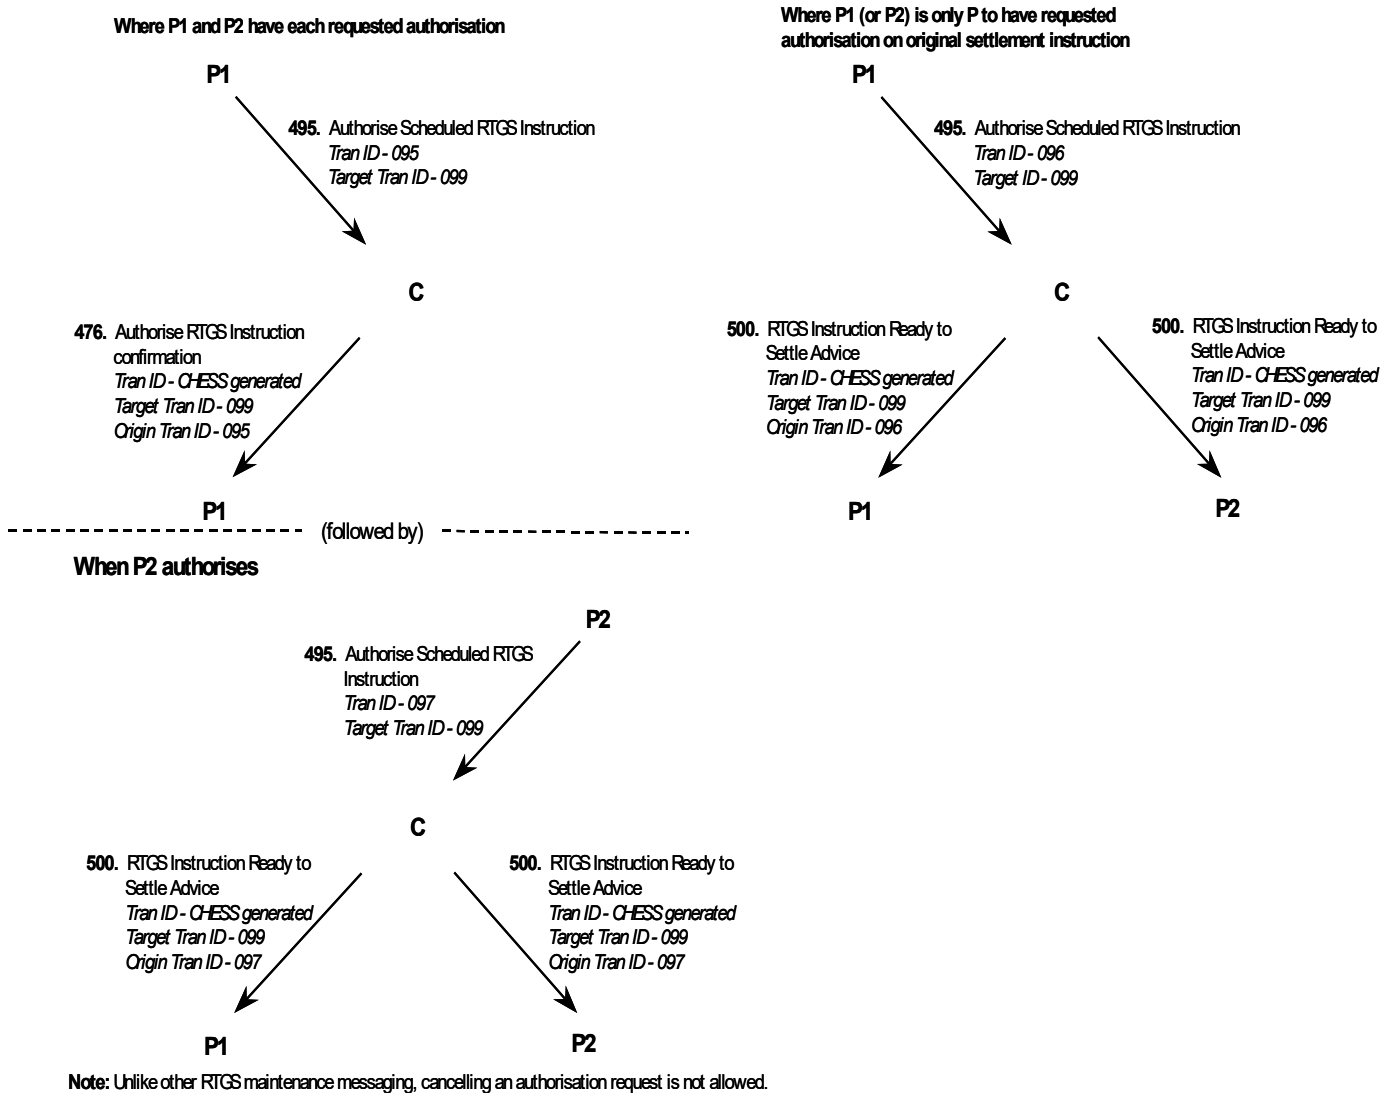 Where P1 and P2 have each requested authorisation
P1
495. Authorise Scheduled RTGS Instruction
Tran ID - 095
Target Tran ID - 099
C
476. Authorise RTGS Instruction
confirmation
Tran ID - CHESS generated
Target Tran ID - 099
Origin Tran ID - 095
P1
(followed by)
When P2 authorises
P2
495. Authorise Scheduled RTGS
Instruction
Tran ID - 097
Target Tran ID - 099
C
500. RTGS Instruction Ready to
Settle Advice
Tran ID - CHESS generated
Target Tran ID - 099
Origin Tran ID - 097
500. RTGS Instruction Ready to
Settle Advice
Tran ID - CHESS generated
Target Tran ID - 099
Origin Tran ID - 097
P1
P2
Note: Unlike other RTGS maintenance messaging, cancelling an authorisation request is not allowed.
Where P1 (or P2) is only P to have requested
authorisation on original settlement instruction
P1
495. Authorise Scheduled RTGS Instruction
Tran ID - 096
Target ID - 099
C
500. RTGS Instruction Ready to
Settle Advice
Tran ID - CHESS generated
Target Tran ID - 099
Origin Tran ID - 096
500. RTGS Instruction Ready to
Settle Advice
Tran ID - CHESS generated
Target Tran ID - 099
Origin Tran ID - 096
P1
P2